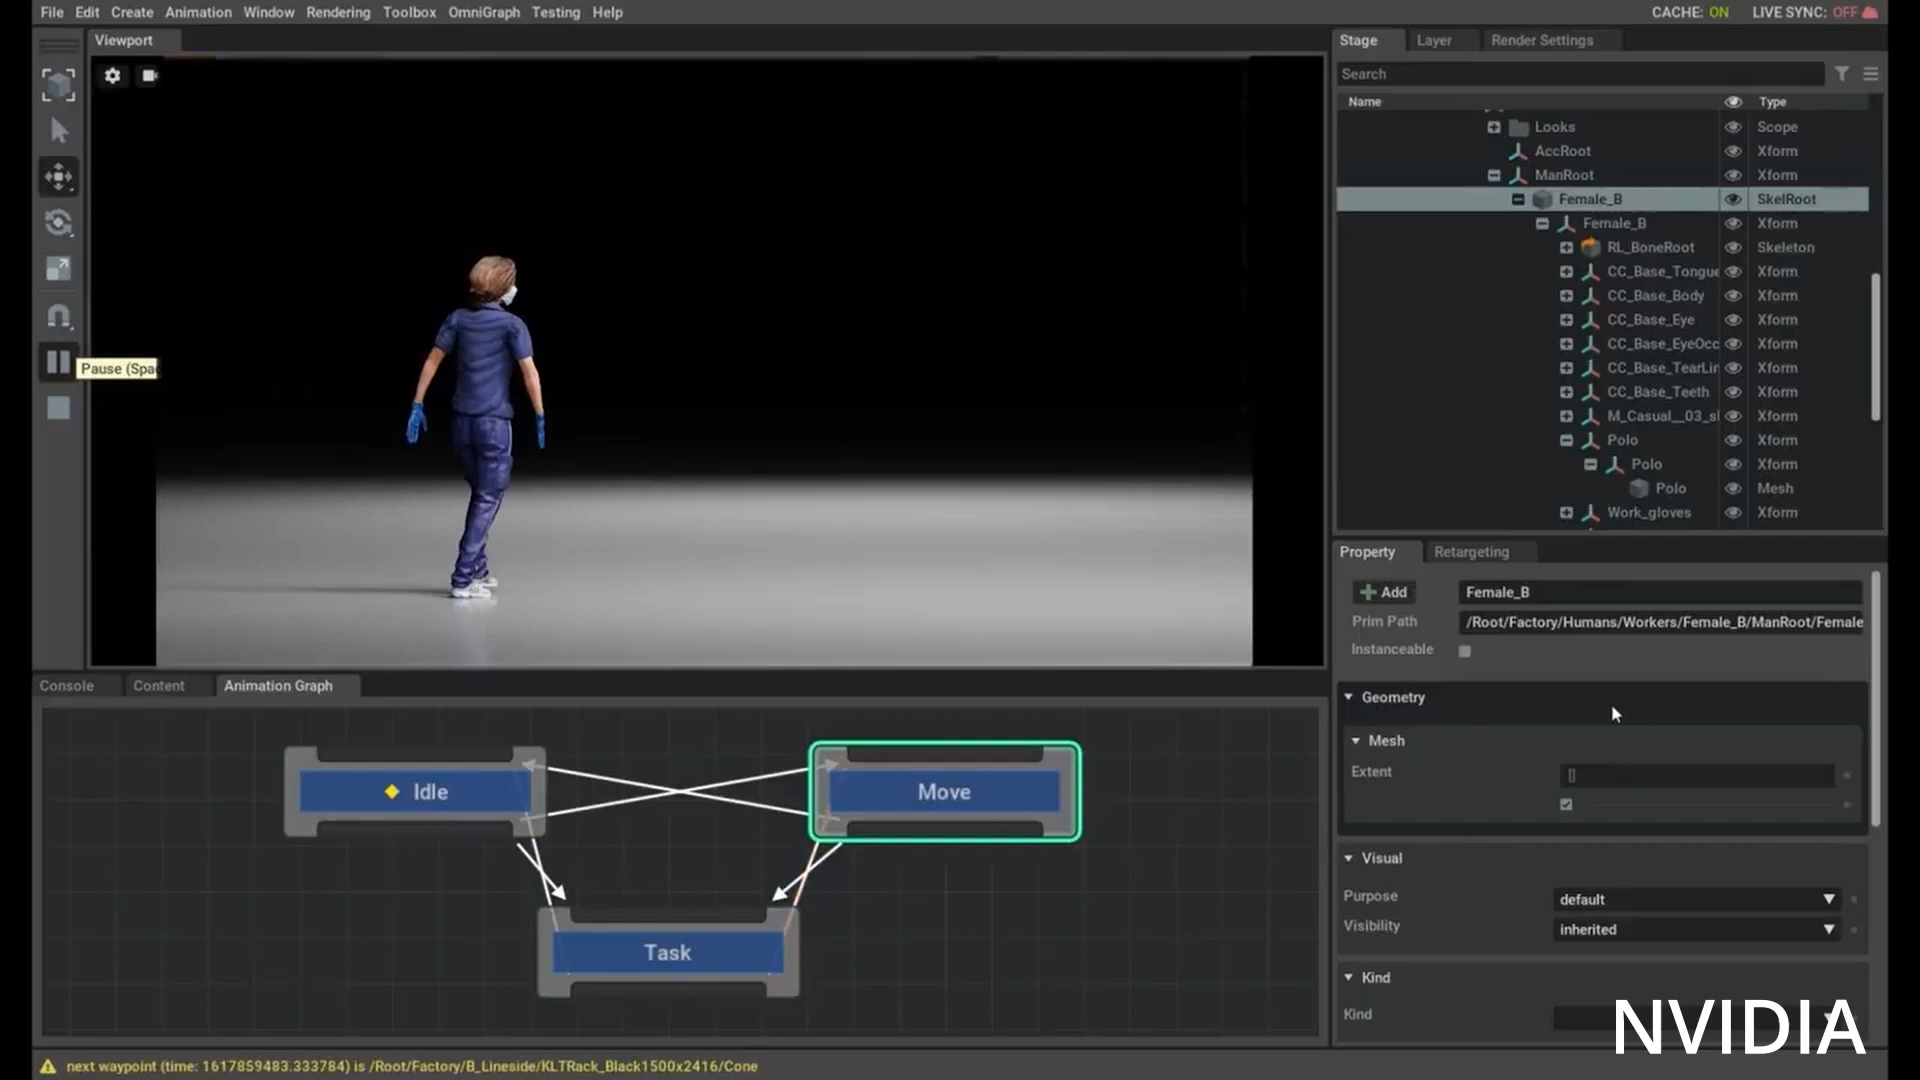 File Edit Create Animation Window Rendering Toolbox OmniGraph Testing Help
CACHE: ON LIVE SYNC: OFF
Viewport
Pause (Spa
Stage Layer Render Settings
Search
Name Type
Looks Scope
AccRoot Xform
ManRoot Xform
Female_B SkelRoot
Female_B Xform
RL_BoneRoot Skeleton
CC_Base_Tongue Xform
CC_Base_Body Xform
CC_Base_Eye Xform
CC_Base_EyeOcc Xform
CC_Base_TearLin Xform
CC_Base_Teeth Xform
M_Casual__03_sl Xform
Polo Xform
Polo Xform
Polo Mesh
Work_gloves Xform
Property Retargeting
Add Female_B
Prim Path /Root/Factory/Humans/Workers/Female_B/ManRoot/Female
Instanceable
Geometry
Mesh
Extent []
Visual
Purpose default
Visibility inherited
Kind
Kind
Console Content Animation Graph
Idle
Move
Task
next waypoint (time: 1617859483.333784) is /Root/Factory/B_Lineside/KLTRack_Black1500x2416/Cone
NVIDIA